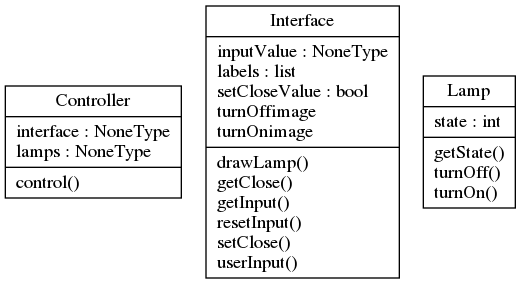 Controller
interface : NoneType
lamps : NoneType
control()
Interface
inputValue : NoneType
labels : list
setCloseValue : bool
turnOffimage
turnOnimage
drawLamp()
getClose()
getInput()
resetInput()
setClose()
userInput()
Lamp
state : int
getState()
turnOff()
turnOn()